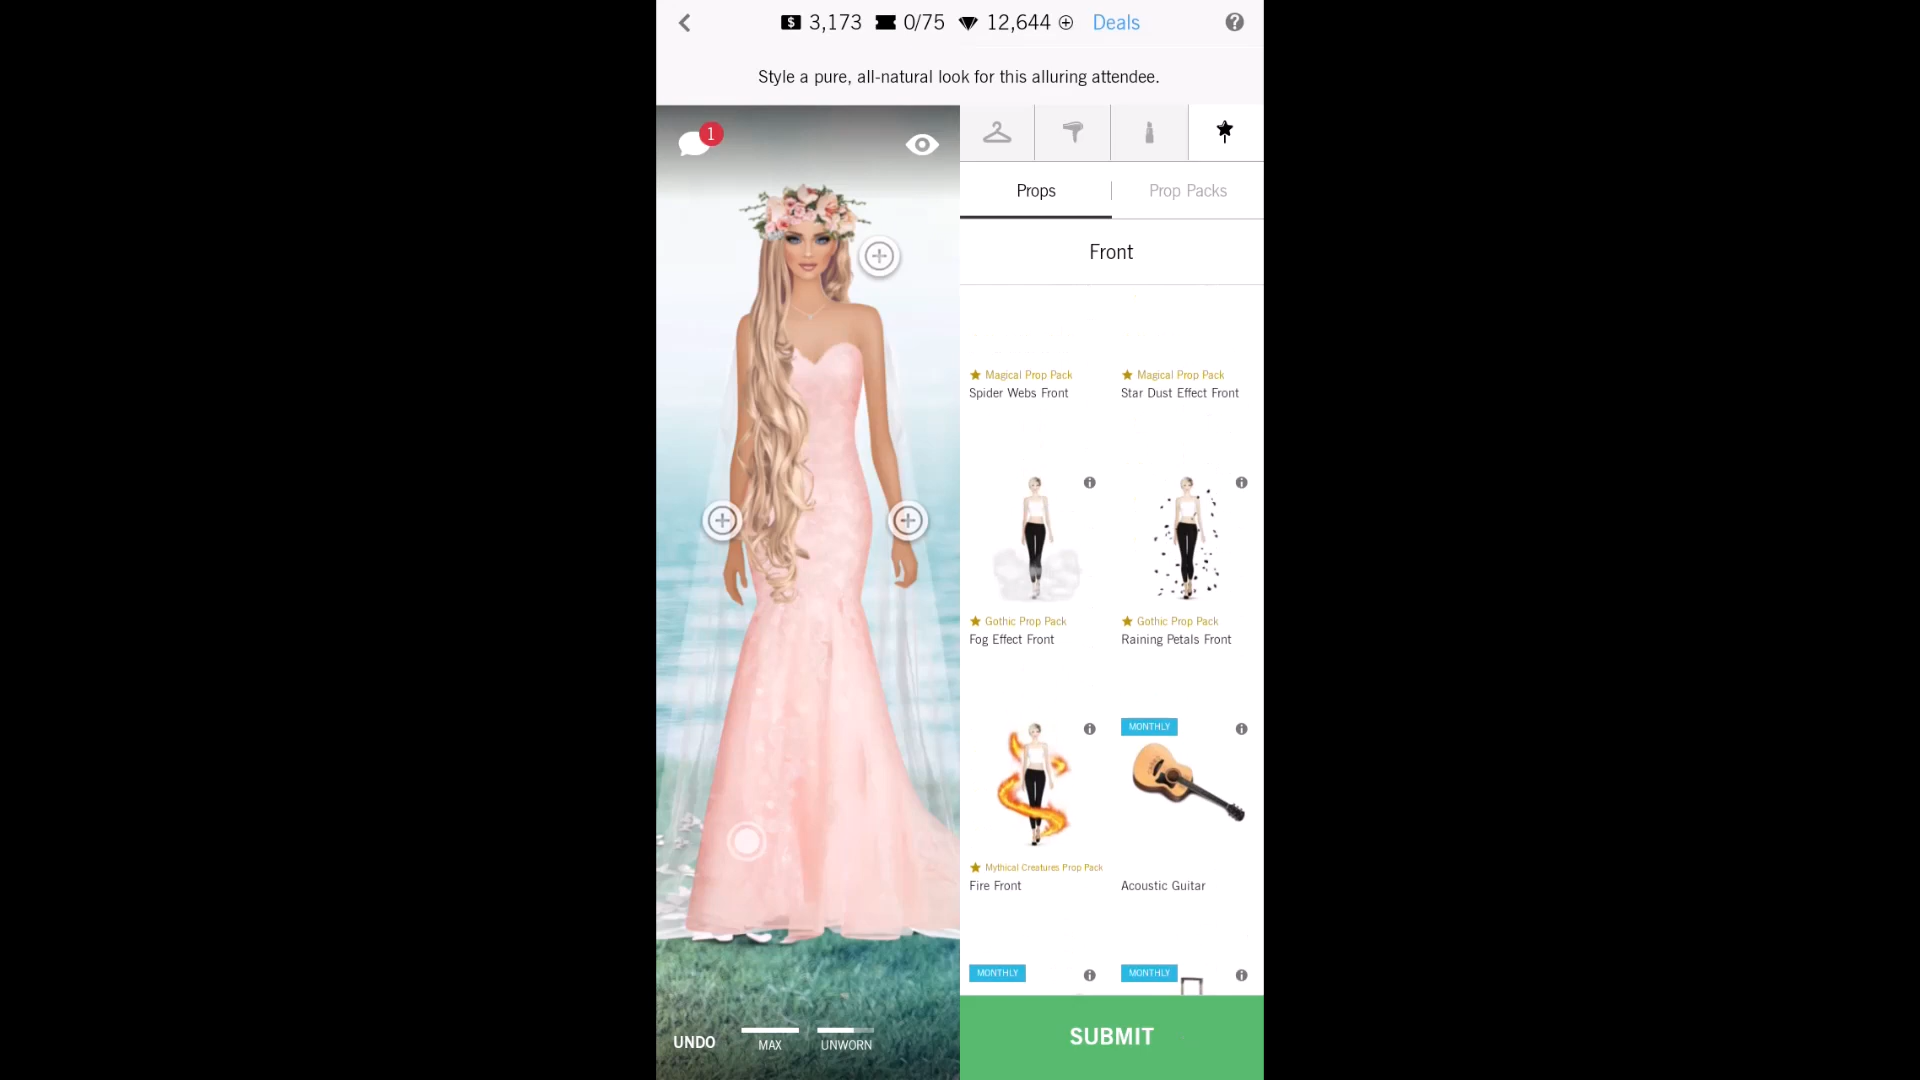 3,173 0/75 12,644 Deals
Style a pure, all-natural look for this alluring attendee.
1
Props
Prop Packs
Front
Magical Prop Pack
Spider Webs Front
Magical Prop Pack
Star Dust Effect Front
Gothic Prop Pack
Fog Effect Front
Gothic Prop Pack
Raining Petals Front
Mythical Creatures Prop Pack
Fire Front
MONTHLY
Acoustic Guitar
MONTHLY
MONTHLY
UNDO
MAX
UNWORN
SUBMIT